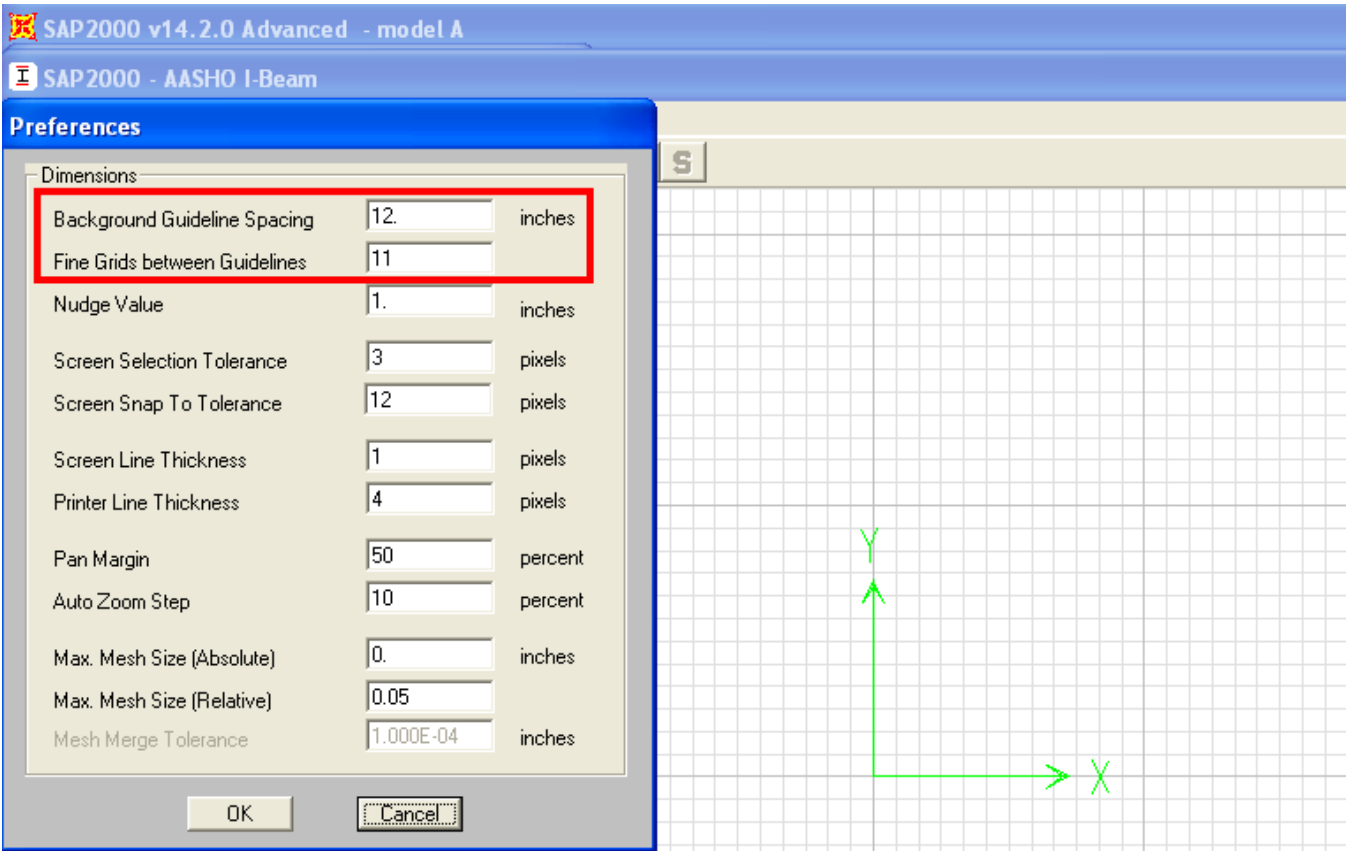 SAP2000 v14.2.0 Advanced - model A
SAP2000 - AASHO I-Beam
Preferences
S
Dimensions
Background Guideline Spacing 12. inches
Fine Grids between Guidelines 11
Nudge Value 1. inches
Screen Selection Tolerance 3 pixels
Screen Snap To Tolerance 12 pixels
Screen Line Thickness 1 pixels
Printer Line Thickness 4 pixels
Pan Margin 50 percent
Auto Zoom Step 10 percent
Max. Mesh Size (Absolute) 0. inches
Max. Mesh Size (Relative) 0.05
Mesh Merge Tolerance 1.000E-04 inches
OK Cancel
Y
X